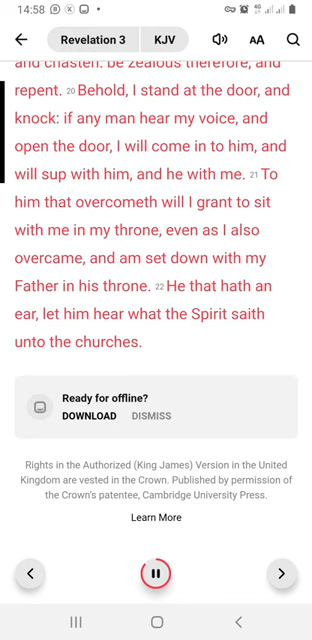 14:58
Revelation 3 KJV AA
and chasten: be zealous therefore, and
repent. 20 Behold, I stand at the door, and
knock: if any man hear my voice, and
open the door, I will come in to him, and
will sup with him, and he with me. 21 To
him that overcometh will I grant to sit
with me in my throne, even as I also
overcame, and am set down with my
Father in his throne. 22 He that hath an
ear, let him hear what the Spirit saith
unto the churches.
Ready for offline?
DOWNLOAD DISMISS
Rights in the Authorized (King James) Version in the United
Kingdom are vested in the Crown. Published by permission of
the Crown's patentee, Cambridge University Press.
Learn More